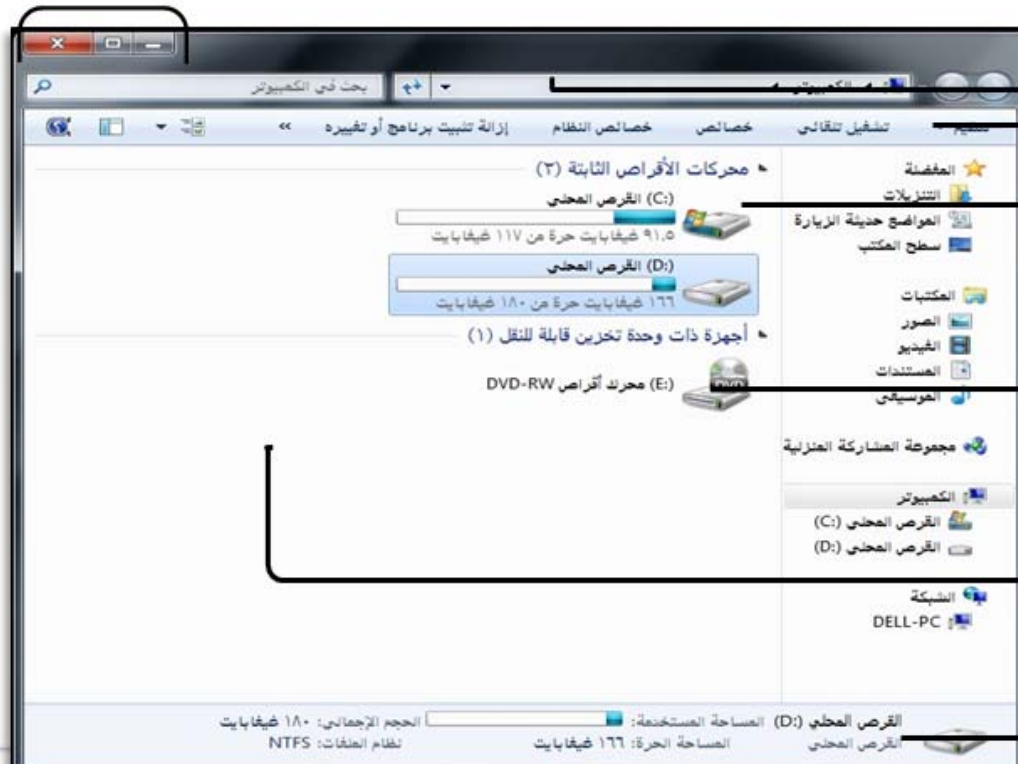 الكمبيوتر
بحث في الكمبيوتر
تنظيم تشغيل تلقائي خصائص خصائص النظام إزالة تثبيت برنامج أو تغييره »
المفضلة
التنزيلات
المواضع حديثة الزيارة
سطح المكتب
المكتبات
الصور
الفيديو
المستندات
الموسيقى
مجموعة المشاركة المنزلية
الكمبيوتر
القرص المحلي (C:)
القرص المحلي (D:)
الشبكة
DELL-PC
محركات الأقراص الثابتة (٢)
القرص المحلي (C:)
٩١,٥ غيغابايت حرة من ١١٧ غيغابايت
القرص المحلي (D:)
١٦٦ غيغابايت حرة من ١٨٠ غيغابايت
أجهزة ذات وحدة تخزين قابلة للنقل (١)
DVD
محرك أقراص DVD-RW (E:)
القرص المحلي (D:) المساحة المستخدمة: الحجم الإجمالي: ١٨٠ غيغابايت
القرص المحلي المساحة الحرة: ١٦٦ غيغابايت نظام الملفات: NTFS